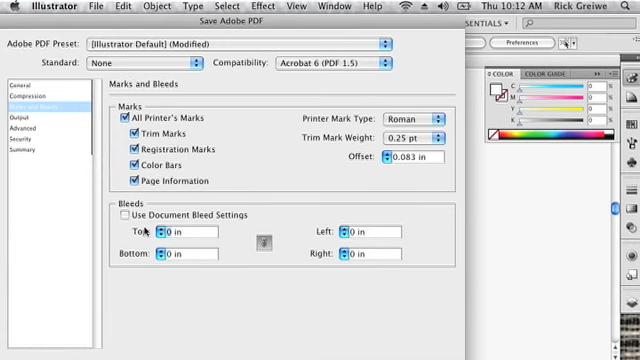 Illustrator File Edit Object Type Select Effect View Window Help Thu 10:12 AM Rick Greiwe
Save Adobe PDF
ESSENTIALS
Adobe PDF Preset: [Illustrator Default] (Modified)
Preferences
Standard: None Compatibility: Acrobat 6 (PDF 1.5)
COLOR COLOR GUIDE
General
Compression
Marks and Bleeds
Output
Advanced
Security
Summary
Marks and Bleeds
Marks
All Printer's Marks
Trim Marks
Registration Marks
Color Bars
Page Information
Printer Mark Type: Roman
Trim Mark Weight: 0.25 pt
Offset: 0.083 in
Bleeds
Use Document Bleed Settings
Top: 0 in Left: 0 in
Bottom: 0 in Right: 0 in
C %
M %
Y %
K %